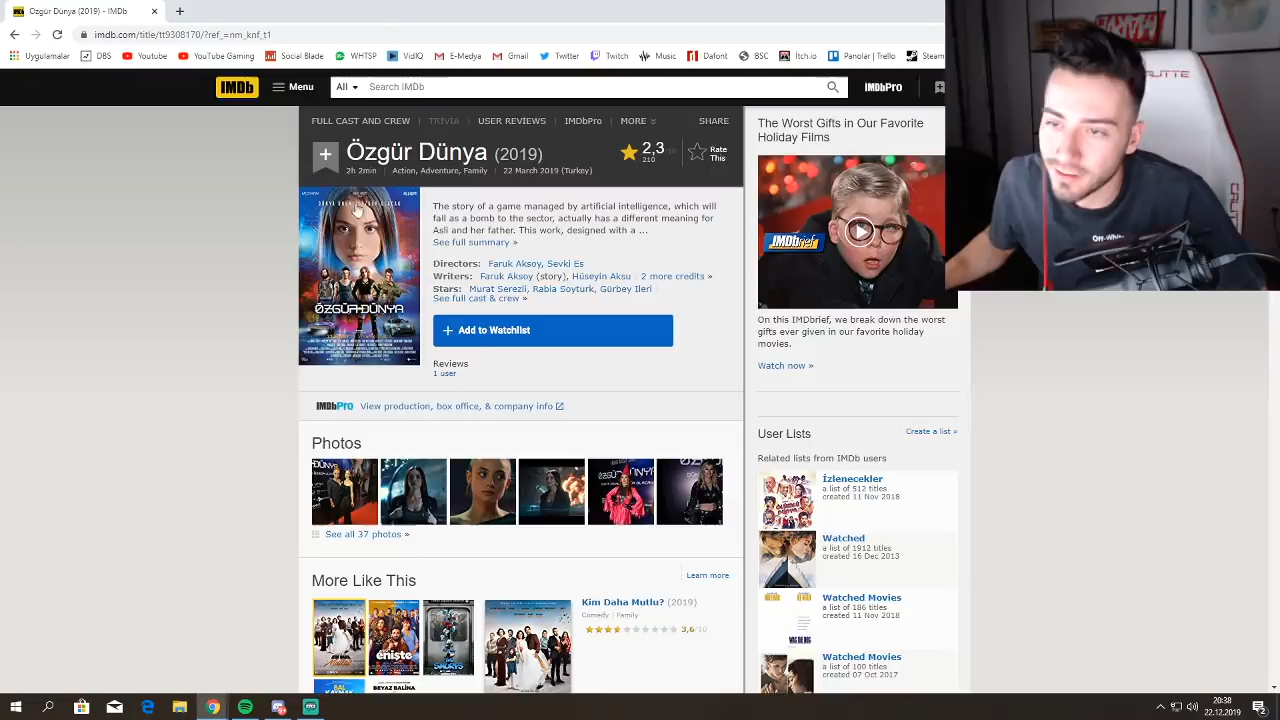 Özgür Dünya (2019) - IMDb
imdb.com/title/tt9308170/?ref_=nm_knf_t1
Uygulamalar DBS Youtube Youtube Gaming Social Blade WHTSP VidIQ E-Medya Gmail Twitter Twitch Music Dafont BSC Itch.io Panolar | Trello Steam
IMDb Menu All Search IMDb IMDbPro
FULL CAST AND CREW TRIVIA USER REVIEWS IMDbPro MORE SHARE
Özgür Dünya (2019)
2,3 /10
210
Rate This
2h 2min | Action, Adventure, Family | 22 March 2019 (Turkey)
ÖZGÜR DÜNYA
The story of a game managed by artificial intelligence, which
will fall as a bomb to the sector, actually has a different meaning for
Asli and her father. This work, designed with a ...
See full summary »
Directors: Faruk Aksoy, Sevki Es
Writers: Faruk Aksoy (story), Hüseyin Aksu | 2 more credits »
Stars: Murat Serezli, Rabia Soyturk, Gürbey Ileri |
See full cast & crew »
+ Add to Watchlist
Reviews
1 user
IMDbPro View production, box office, & company info
Photos
See all 37 photos »
More Like This
Learn more
Kim Daha Mutlu? (2019)
Comedy | Family
3,6/10
enişte
BEYAZ BALİNA
The Worst Gifts in Our Favorite
Holiday Films
IMDbrief
On this IMDbrief, we break down the worst
gifts ever given in our favorite holiday
movies.
Watch now »
User Lists
Create a list »
Related lists from IMDb users
İzlenecekler
a list of 512 titles
created 11 Nov 2018
Watched
a list of 1912 titles
created 16 Dec 2013
Watched Movies
a list of 186 titles
created 11 Nov 2018
Watched Movies
a list of 100 titles
created 07 Oct 2017
Off-White
20:38
22.12.2019
2